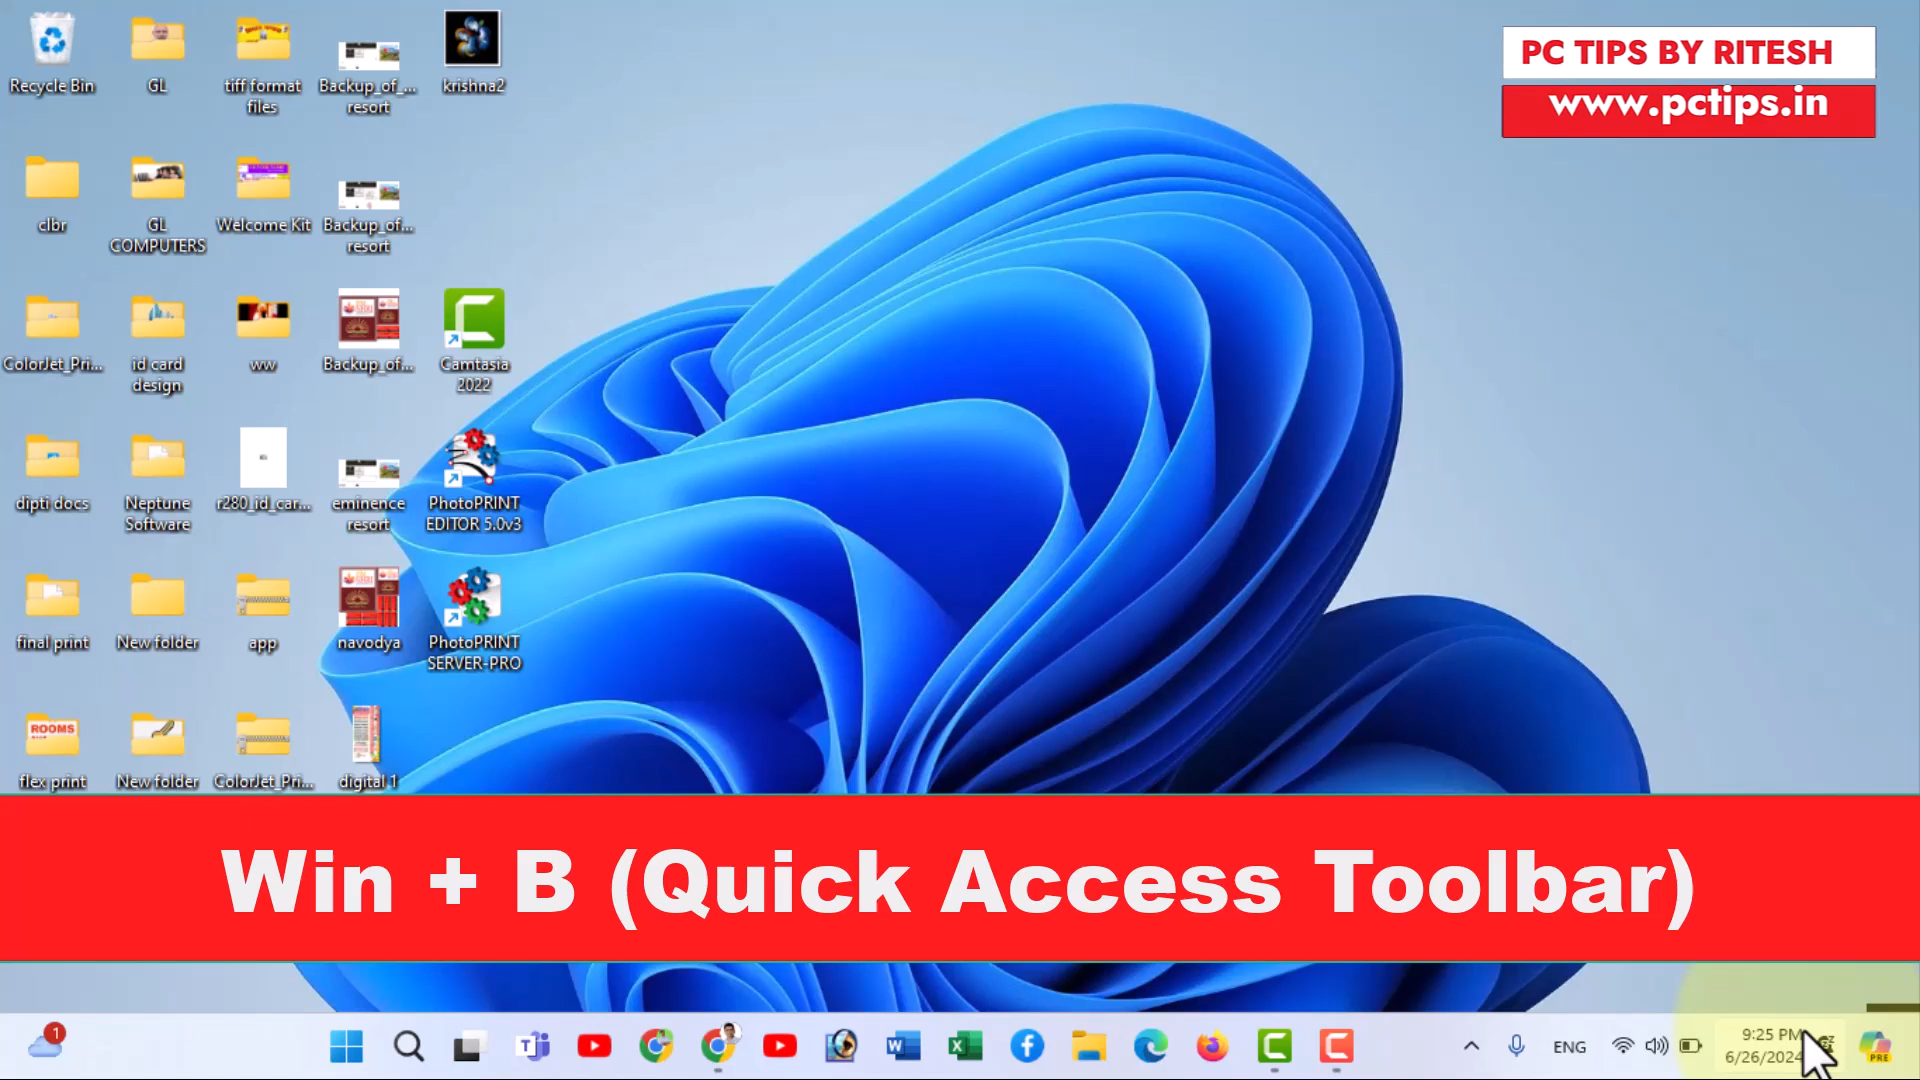 PC TIPS BY RITESH
www.pctips.in
Recycle Bin
GL
tiff format
files
Backup_of_...
resort
krishna2
clbr
GL
COMPUTERS
Welcome Kit
Backup_of...
resort
ColorJet_Pri...
id card
design
ww
Backup_of...
Camtasia
2022
dipti docs
Neptune
Software
r280_id_car...
eminence
resort
PhotoPRINT
EDITOR 5.0v3
final print
New folder
app
navodya
PhotoPRINT
SERVER-PRO
ROOMS
flex print
New folder
ColorJet_Pri...
digital 1
Win + B (Quick Access Toolbar)
1
ENG
9:25 PM
6/26/2024
PRE